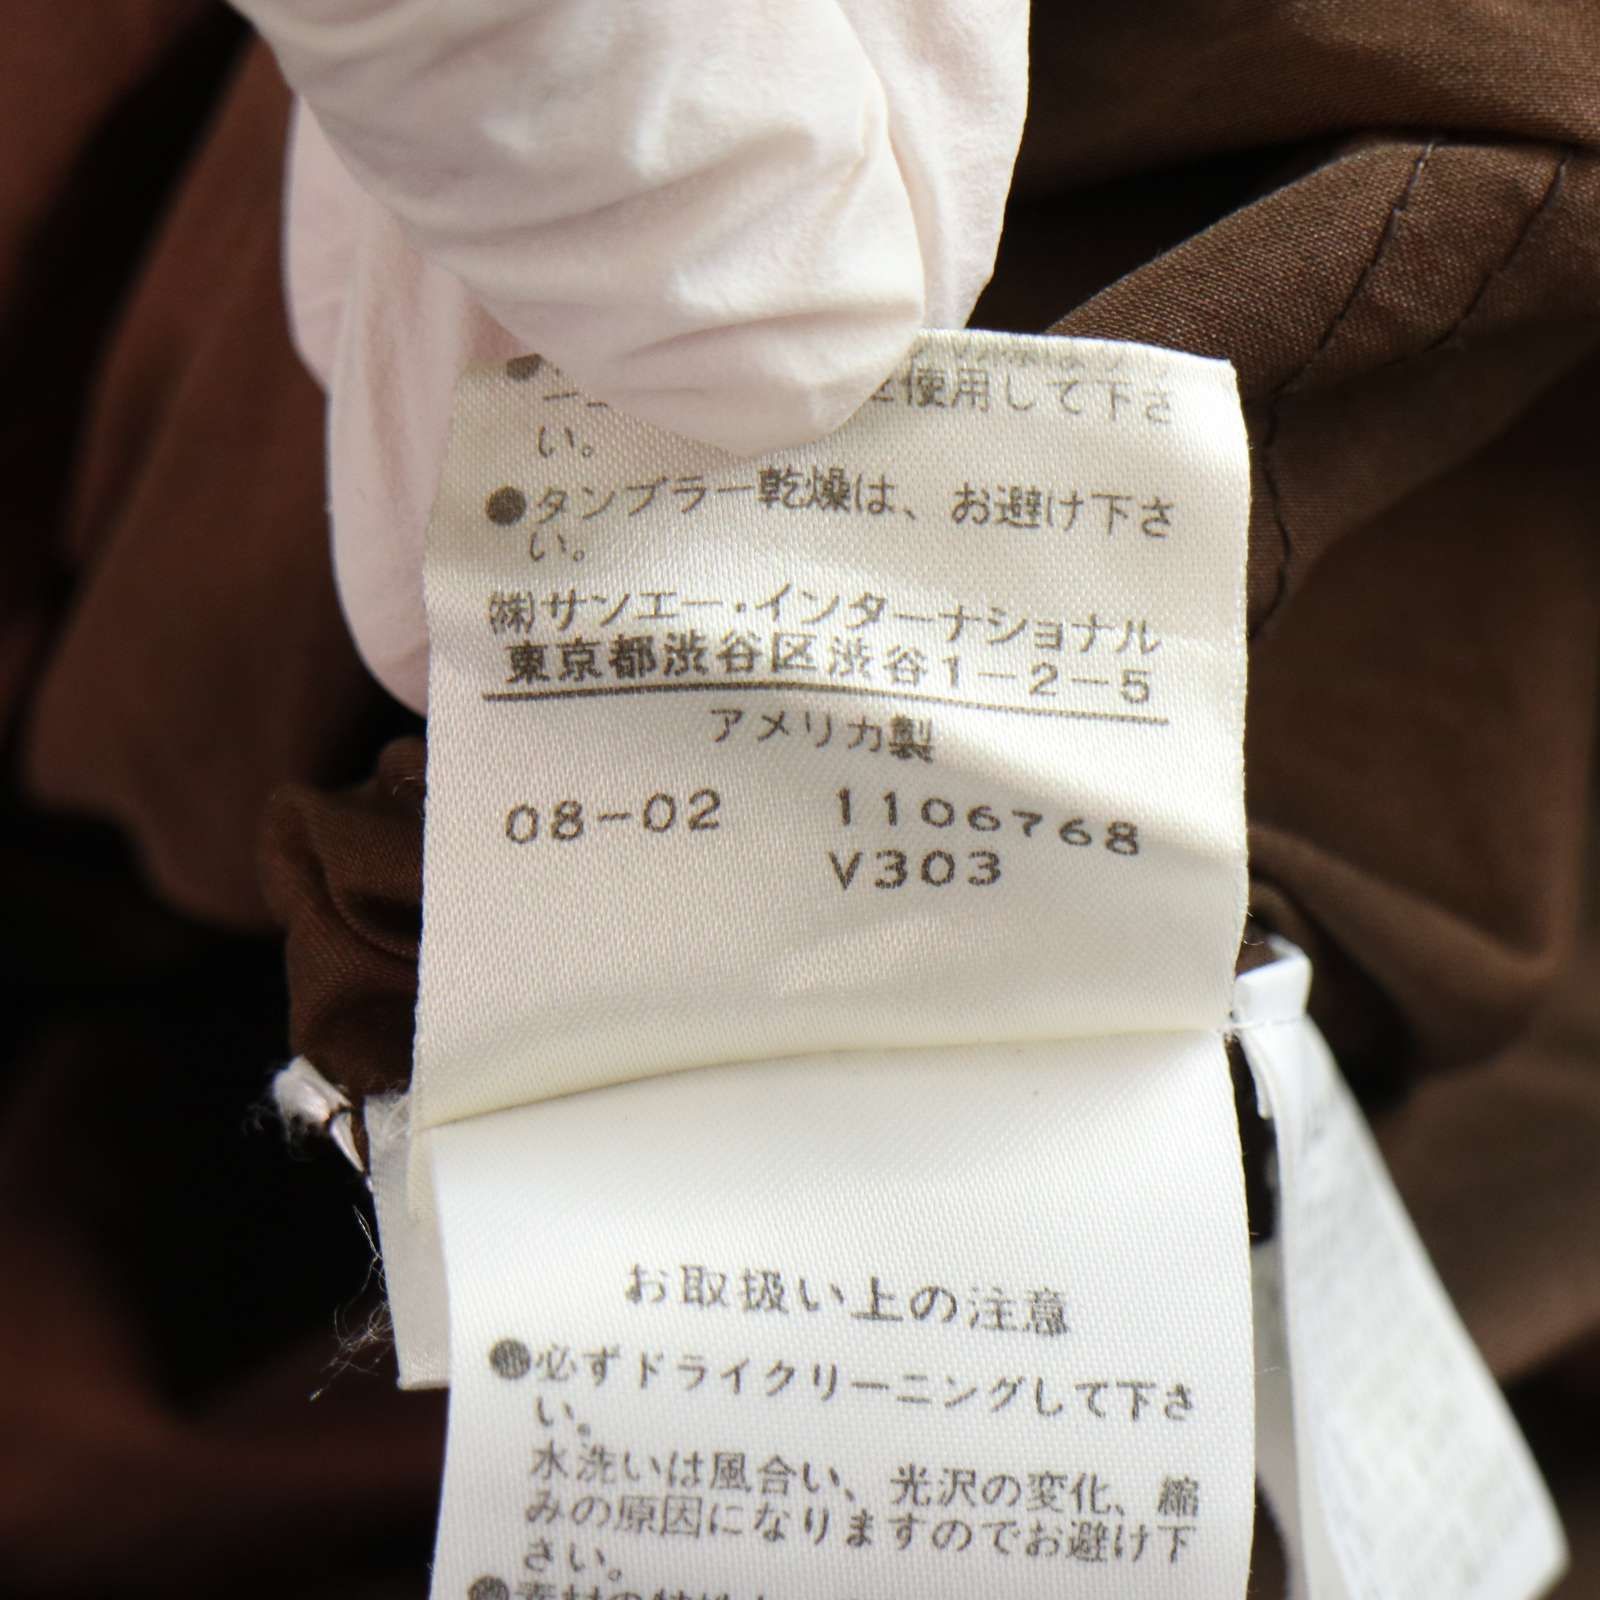 使用して下さ
い。
●タンブラー乾燥は、お避け下さ
い。
㈱サンエー・インターナショナル
東京都渋谷区渋谷1-2-5
アメリカ製
08-02 1106768
V303
お取扱い上の注意
●必ずドライクリーニングして下さ
い。
水洗いは風合い、光沢の変化、縮
みの原因になりますのでお避け下
さい。
●素材の特性